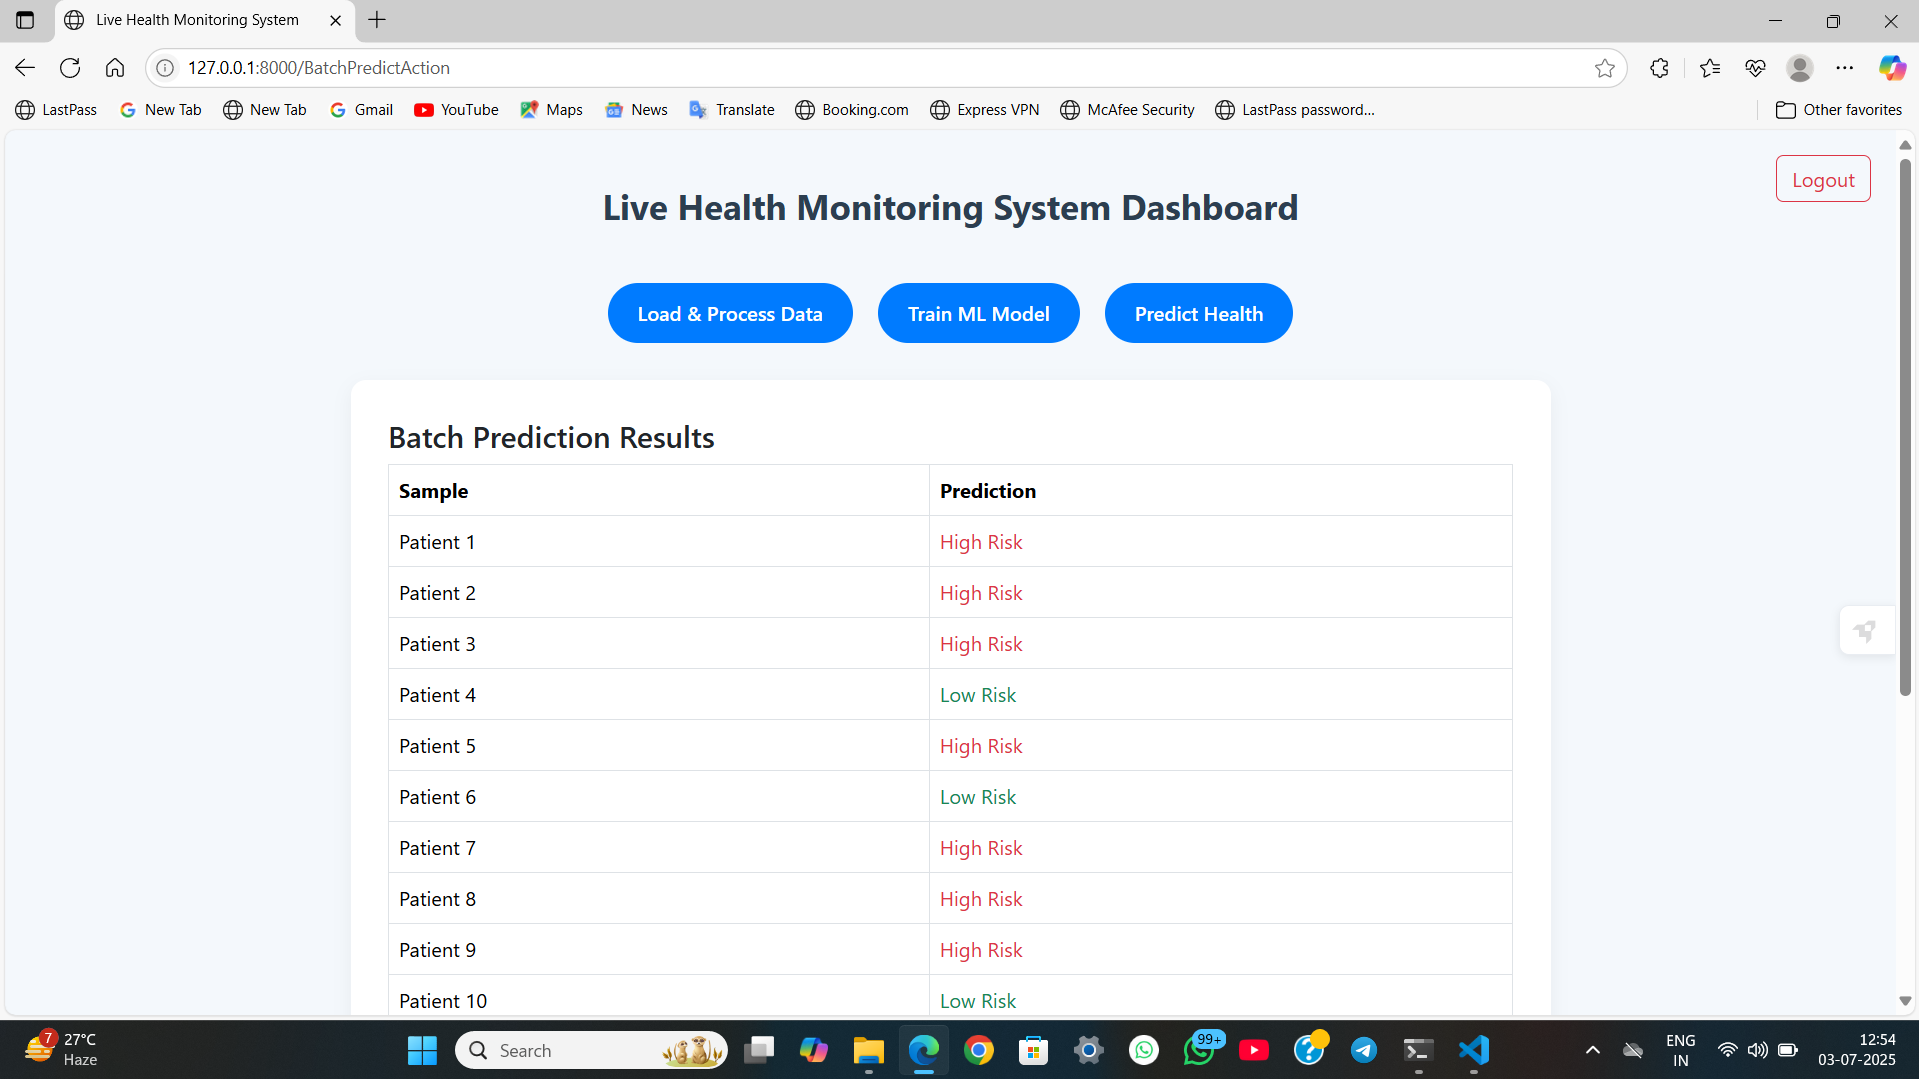 Live Health Monitoring System
127.0.0.1:8000/BatchPredictAction
LastPass New Tab New Tab Gmail YouTube Maps News Translate Booking.com Express VPN McAfee Security LastPass password... Other favorites
Logout
Live Health Monitoring System Dashboard
Load & Process Data Train ML Model Predict Health
Batch Prediction Results
Sample Prediction
Patient 1 High Risk
Patient 2 High Risk
Patient 3 High Risk
Patient 4 Low Risk
Patient 5 High Risk
Patient 6 Low Risk
Patient 7 High Risk
Patient 8 High Risk
Patient 9 High Risk
Patient 10 Low Risk
7 27°C
Haze
Search
99+
ENG
IN
12:54
03-07-2025